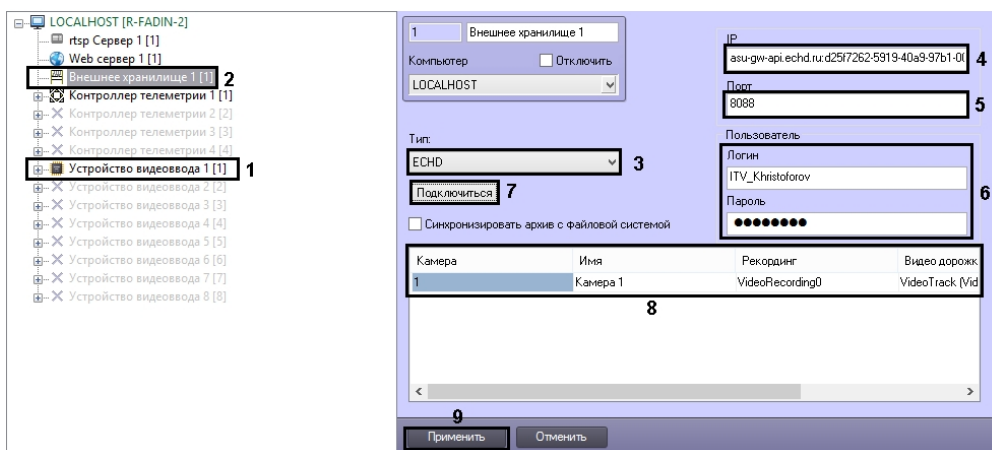 LOCALHOST [R-FADIN-2]
rtsp Сервер 1 [1]
Web сервер 1 [1]
Внешнее хранилище 1 [1] 2
Контроллер телеметрии 1 [1]
Контроллер телеметрии 2 [2]
Контроллер телеметрии 3 [3]
Контроллер телеметрии 4 [4]
Устройство видеоввода 1 [1] 1
Устройство видеоввода 2 [2]
Устройство видеоввода 3 [3]
Устройство видеоввода 4 [4]
Устройство видеоввода 5 [5]
Устройство видеоввода 6 [6]
Устройство видеоввода 7 [7]
Устройство видеоввода 8 [8]
1 Внешнее хранилище 1
Компьютер Отключить
LOCALHOST
Тип:
ECHD 3
Подключиться 7
Синхронизировать архив с файловой системой
IP
asu-gw-api.echd.ru:d25f7262-5919-40a9-97b1-0( 4
Порт
8088 5
Пользователь
Логин
ITV_Khristoforov
6
Пароль
●●●●●●●●
Камера Имя Рекординг Видео дорожк
1 Камера 1 VideoRecording0 VideoTrack (Vid
8
9
Применить Отменить